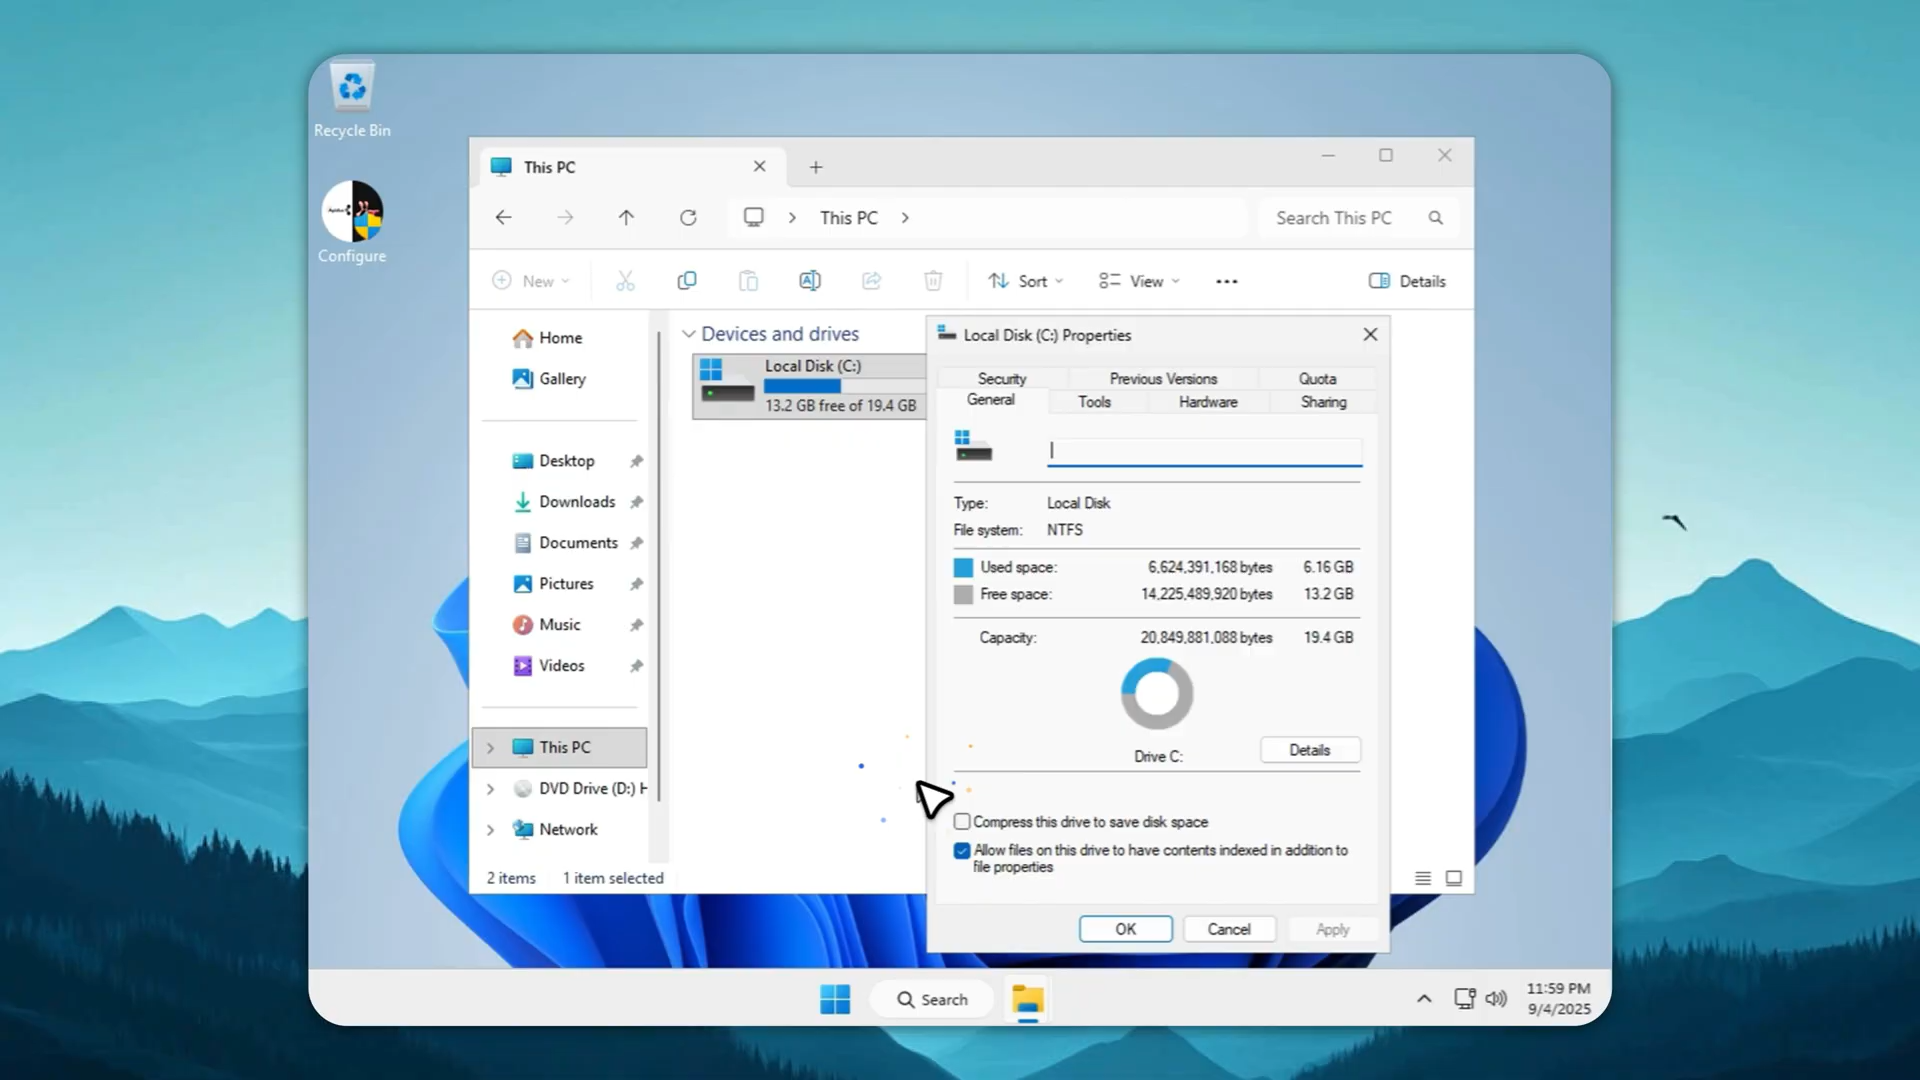 Recycle Bin
Configure
This PC
This PC
Search This PC
New
Sort
View
Details
Home
Gallery
Desktop
Downloads
Documents
Pictures
Music
Videos
This PC
DVD Drive (D:) H
Network
2 items 1 item selected
Devices and drives
Local Disk (C:)
13.2 GB free of 19.4 GB
Local Disk (C:) Properties
Security Previous Versions Quota
General Tools Hardware Sharing
Type: Local Disk
File system: NTFS
Used space: 6,624,391,168 bytes 6.16 GB
Free space: 14,225,489,920 bytes 13.2 GB
Capacity: 20,849,881,088 bytes 19.4 GB
Drive C:
Details
Compress this drive to save disk space
Allow files on this drive to have contents indexed in addition to
file properties
OK Cancel Apply
Search
11:59 PM
9/4/2025